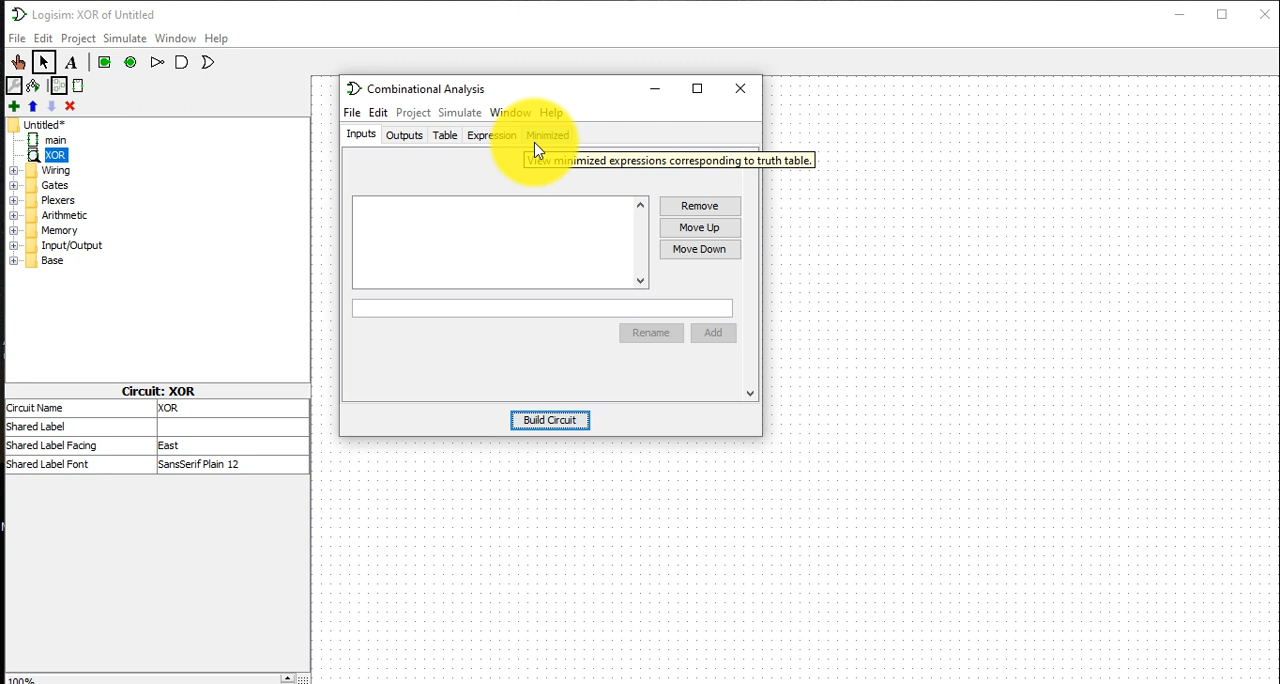 Logisim: XOR of Untitled
File Edit Project Simulate Window Help
A
Untitled*
main
XOR
Wiring
Gates
Plexers
Arithmetic
Memory
Input/Output
Base
Circuit: XOR
Circuit Name XOR
Shared Label
Shared Label Facing East
Shared Label Font SansSerif Plain 12
100%
Combinational Analysis
File Edit Project Simulate Window Help
Inputs Outputs Table Expression Minimized
View minimized expressions corresponding to truth table.
Remove
Move Up
Move Down
Rename Add
Build Circuit